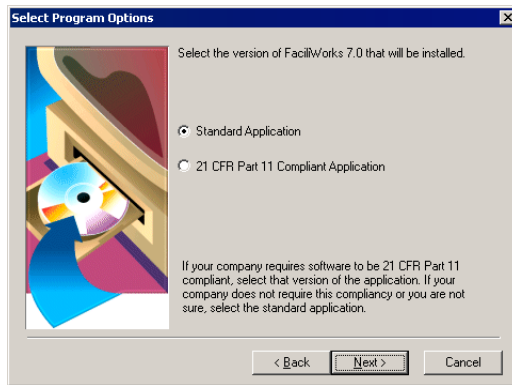 Select Program Options
Select the version of FaciliWorks 7.0 that will be installed.
Standard Application
21 CFR Part 11 Compliant Application
If your company requires software to be 21 CFR Part 11
compliant, select that version of the application. If your
company does not require this compliancy or you are not
sure, select the standard application.
< Back
Next >
Cancel